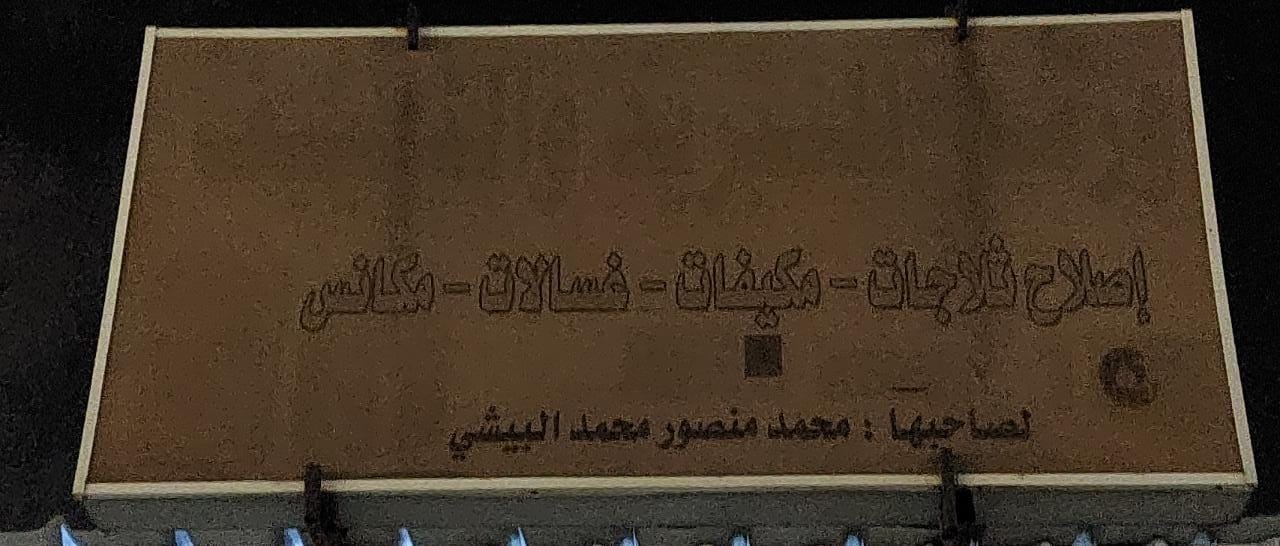 إصلاح ثلاجات - مكيفات - غسالات - مكانس
لصاحبها : محمد منصور محمد البيشي